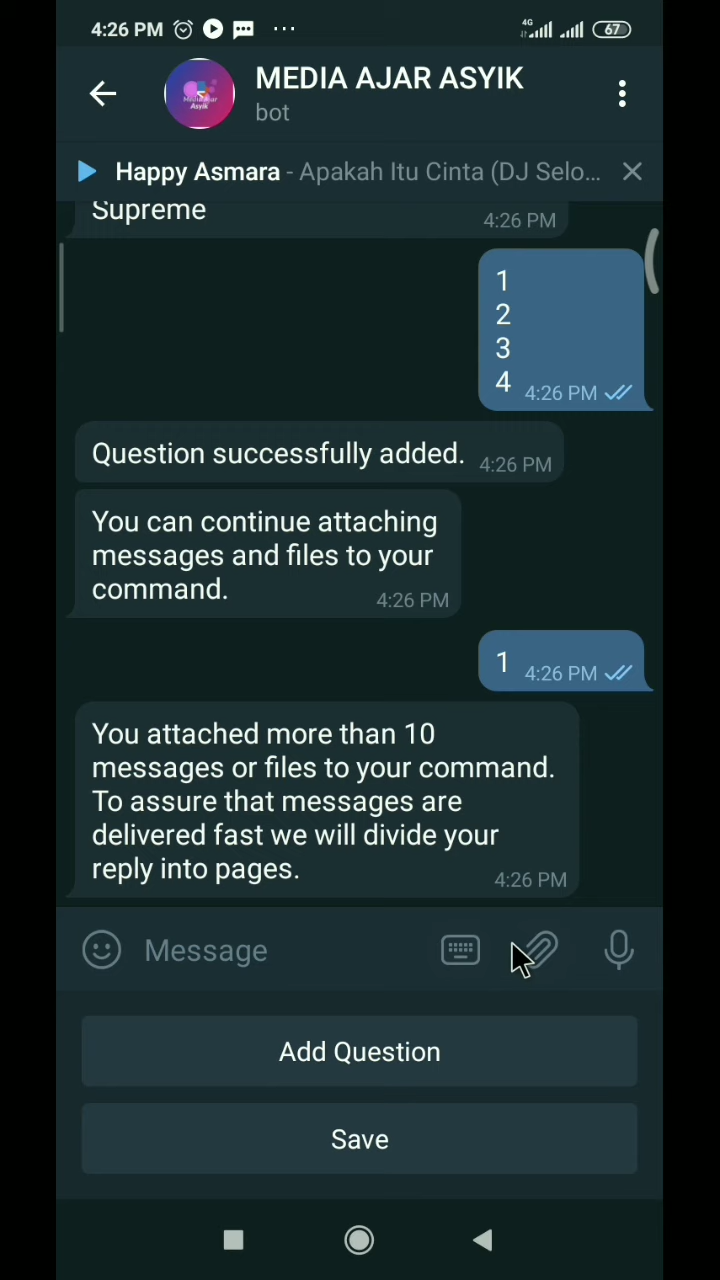 4:26 PM
4G
67
MEDIA AJAR ASYIK
bot
Happy Asmara - Apakah Itu Cinta (DJ Selo...
Supreme
4:26 PM
1
2
3
4
4:26 PM
Question successfully added.
4:26 PM
You can continue attaching
messages and files to your
command.
4:26 PM
1
4:26 PM
You attached more than 10
messages or files to your command.
To assure that messages are
delivered fast we will divide your
reply into pages.
4:26 PM
Message
Add Question
Save